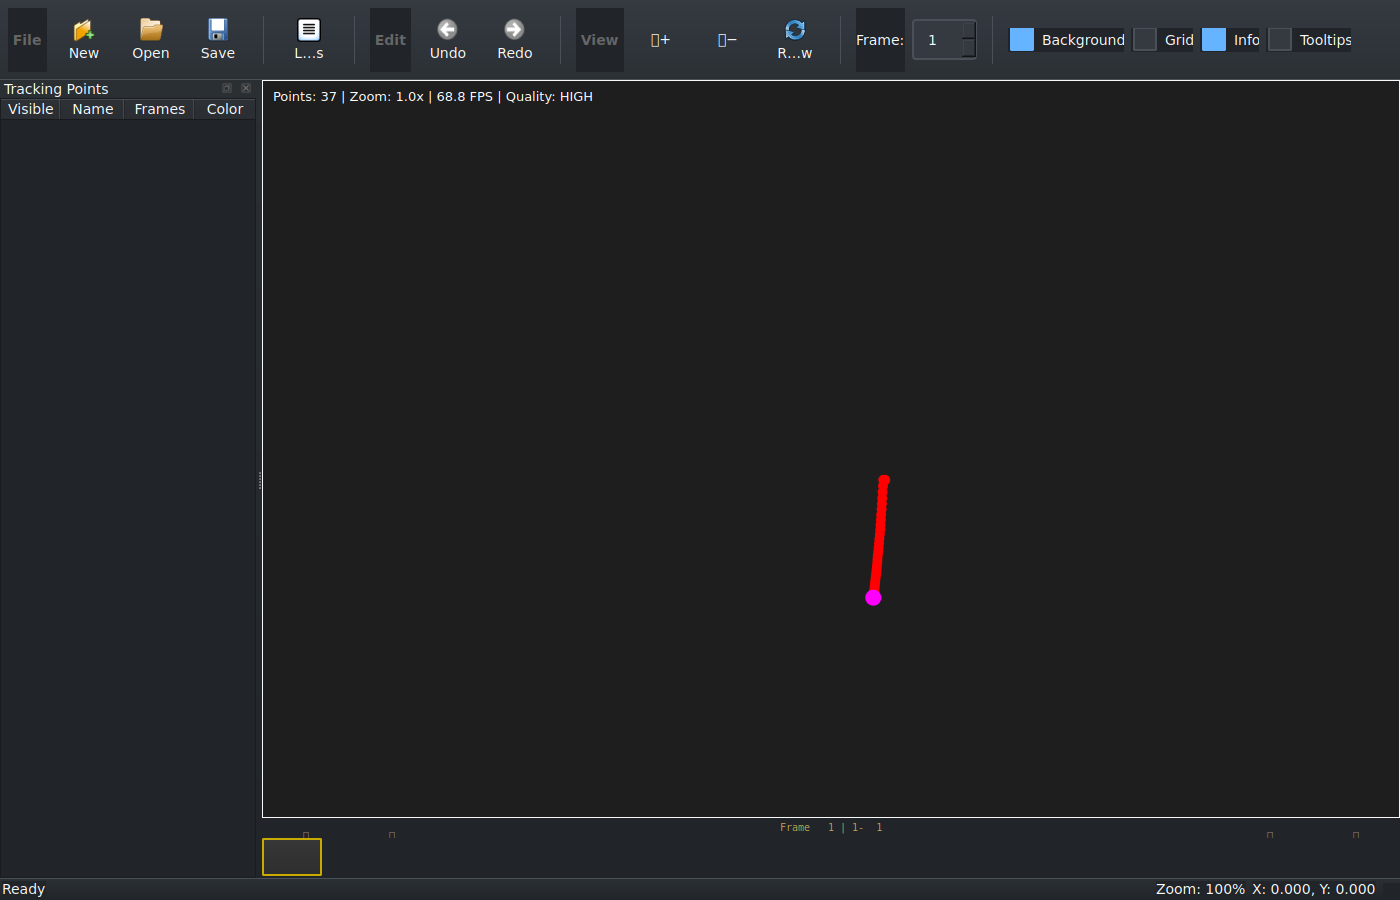 File
New
Open
Save
L...s
Edit
Undo
Redo
View
+
−
R...w
Frame: 1
Background
Grid
Info
Tooltips
Tracking Points
Visible Name Frames Color
Points: 37 | Zoom: 1.0x | 68.8 FPS | Quality: HIGH
Frame 1 | 1- 1
Ready
Zoom: 100% X: 0.000, Y: 0.000